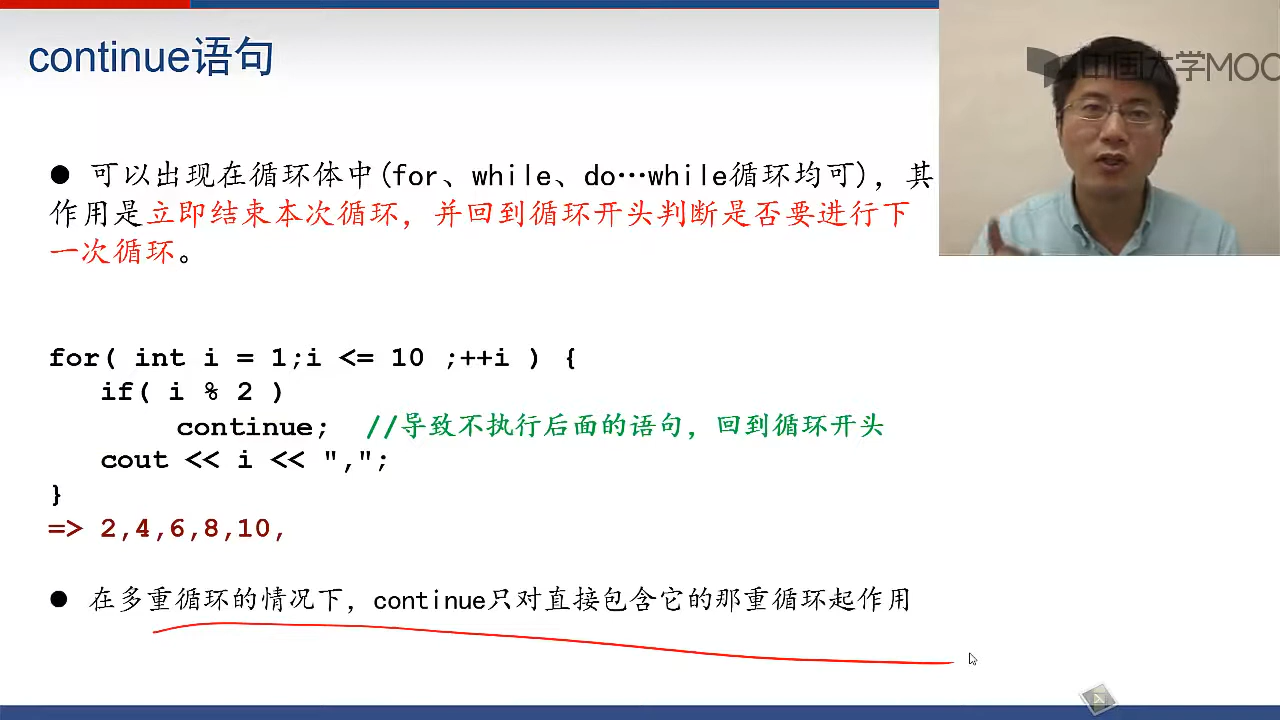 continue语句
中国大学MOOC
● 可以出现在循环体中(for、while、do…while循环均可)，其
作用是立即结束本次循环，并回到循环开头判断是否要进行下
一次循环。
for( int i = 1;i <= 10 ;++i ) {
if( i % 2 )
continue; //导致不执行后面的语句，回到循环开头
cout << i << ",";
}
=> 2,4,6,8,10,
● 在多重循环的情况下，continue只对直接包含它的那重循环起作用